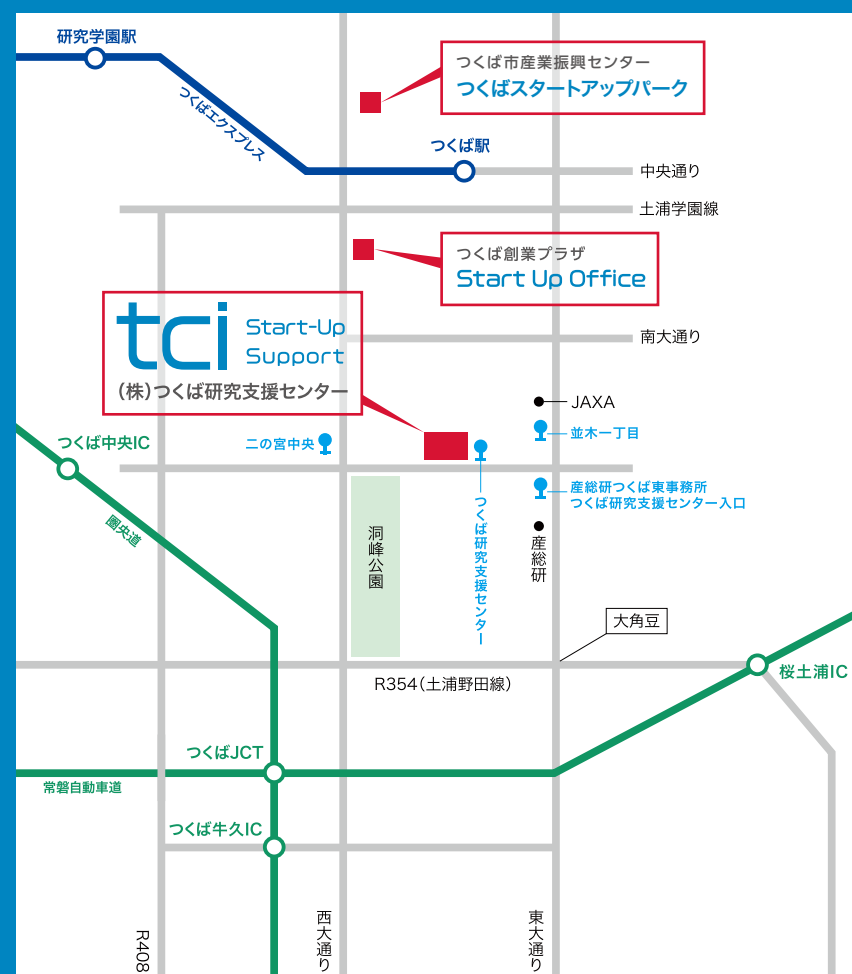 研究学園駅
つくばエクスプレス
つくば市産業振興センター
つくばスタートアップパーク
つくば駅
中央通り
土浦学園線
つくば創業プラザ
Start Up Office
tci Start-Up
Support
(株)つくば研究支援センター
南大通り
JAXA
並木一丁目
つくば中央IC
二の宮中央
産総研つくば東事務所
つくば研究支援センター入口
圏央道
洞峰公園
つくば研究支援センター
産総研
大角豆
R354(土浦野田線)
桜土浦IC
つくばJCT
常磐自動車道
つくば牛久IC
R408
西大通り
東大通り